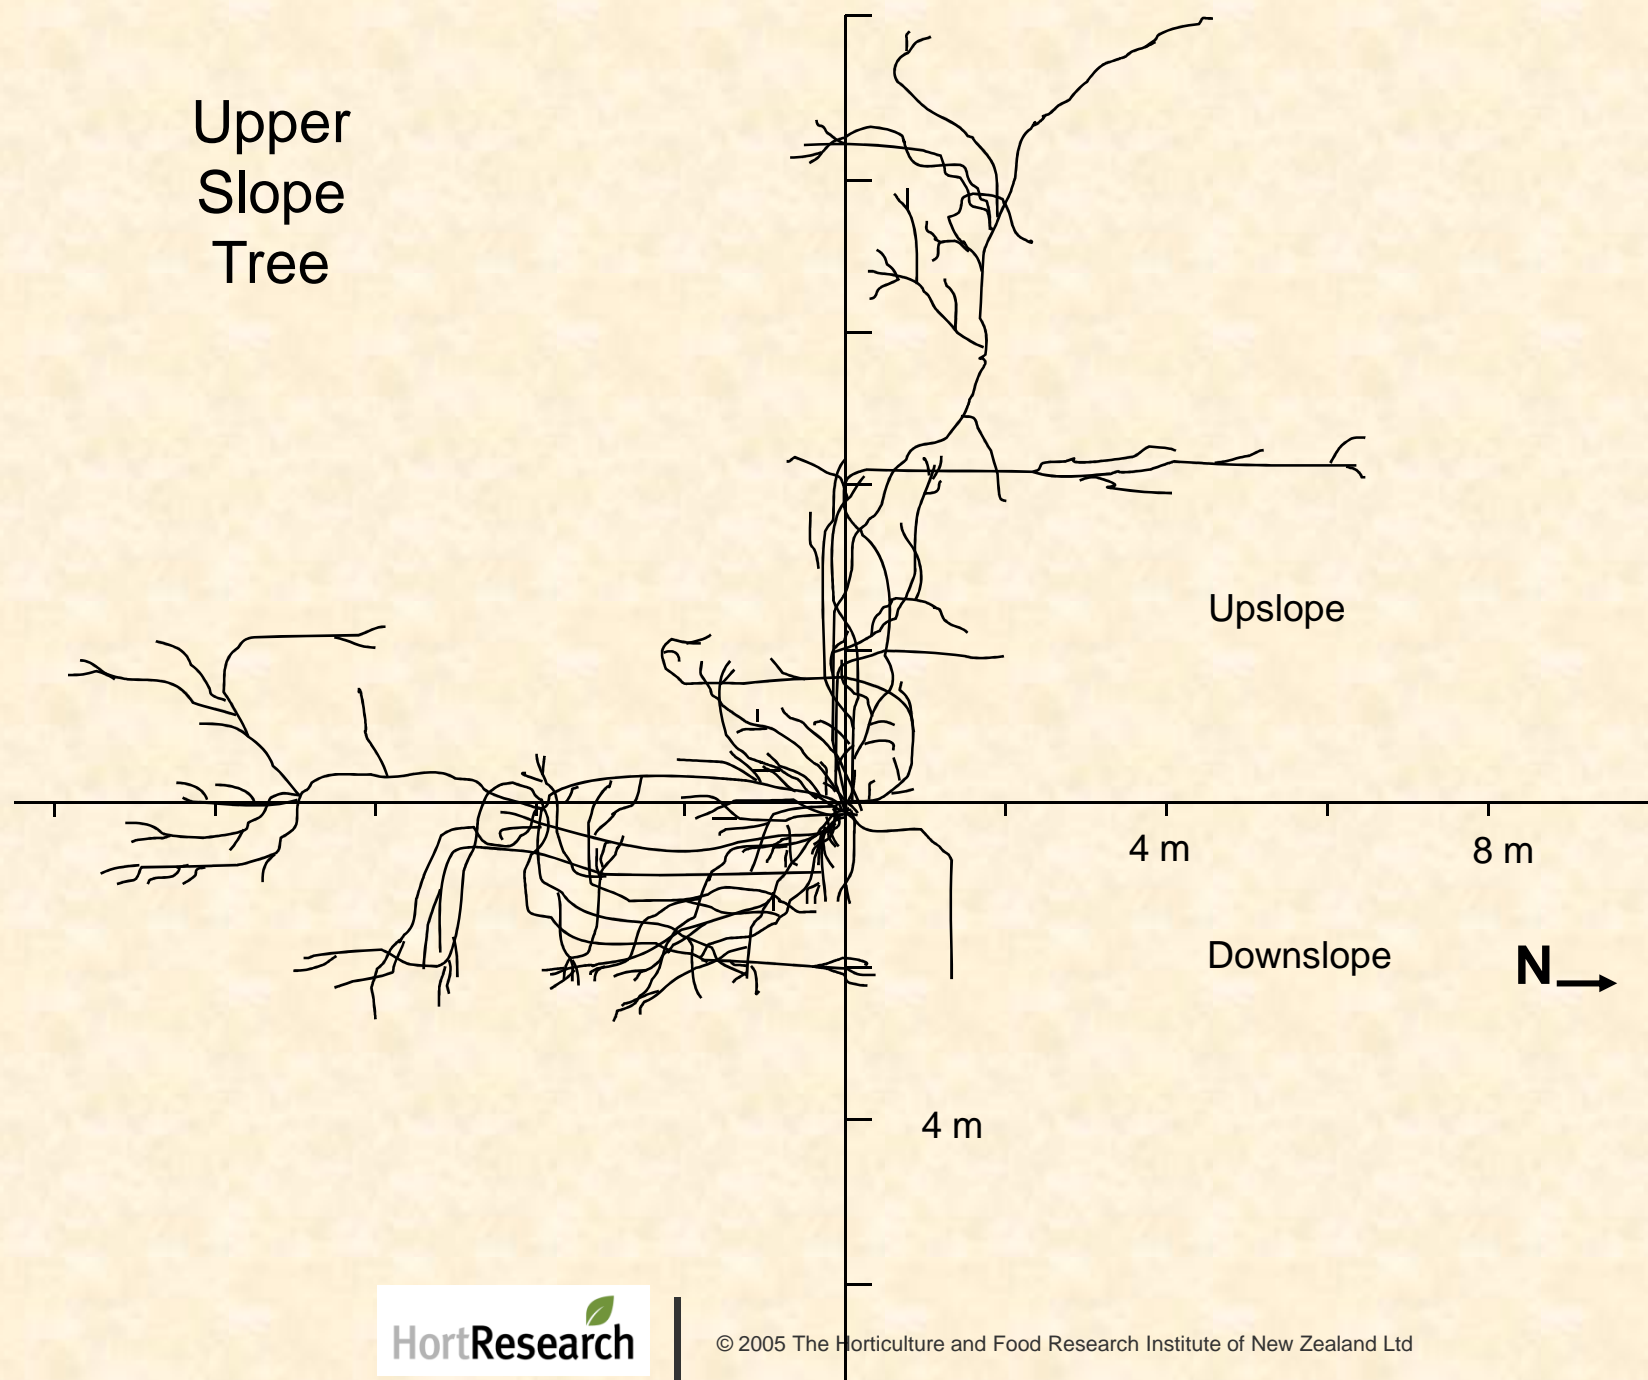 Upper
Slope
Tree
Upslope
4 m
8 m
Downslope
N
4 m
HortResearch
© 2005 The Horticulture and Food Research Institute of New Zealand Ltd